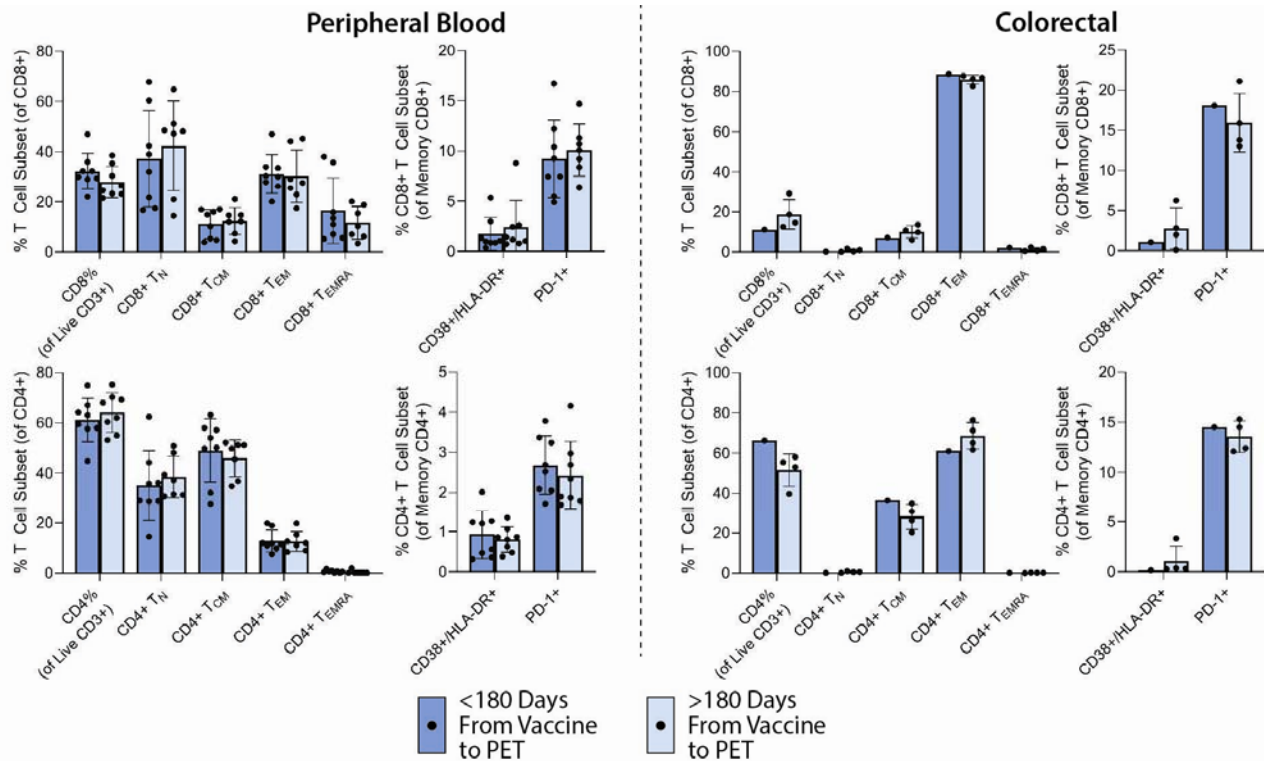 Peripheral Blood
Colorectal
% T Cell Subset (of CD8+)
80
60
40
20
0
CD8%
(of Live CD3+)
CD8+ TN
CD8+ TCM
CD8+ TEM
CD8+ TEMRA
% CD8+ T Cell Subset
(of Memory CD8+)
20
15
10
5
0
CD38+/HLA-DR+
PD-1+
% T Cell Subset (of CD8+)
100
80
60
40
20
0
CD8%
(of Live CD3+)
CD8+ TN
CD8+ TCM
CD8+ TEM
CD8+ TEMRA
% CD8+ T Cell Subset
(of Memory CD8+)
25
20
15
10
5
0
CD38+/HLA-DR+
PD-1+
% T Cell Subset (of CD4+)
80
60
40
20
0
CD4%
(of Live CD3+)
CD4+ TN
CD4+ TCM
CD4+ TEM
CD4+ TEMRA
% CD4+ T Cell Subset
(of Memory CD4+)
5
4
3
2
1
0
CD38+/HLA-DR+
PD-1+
% T Cell Subset (of CD4+)
100
80
60
40
20
0
CD4%
(of Live CD3+)
CD4+ TN
CD4+ TCM
CD4+ TEM
CD4+ TEMRA
% CD4+ T Cell Subset
(of Memory CD4+)
20
15
10
5
0
CD38+/HLA-DR+
PD-1+
<180 Days
From Vaccine
to PET
>180 Days
From Vaccine
to PET